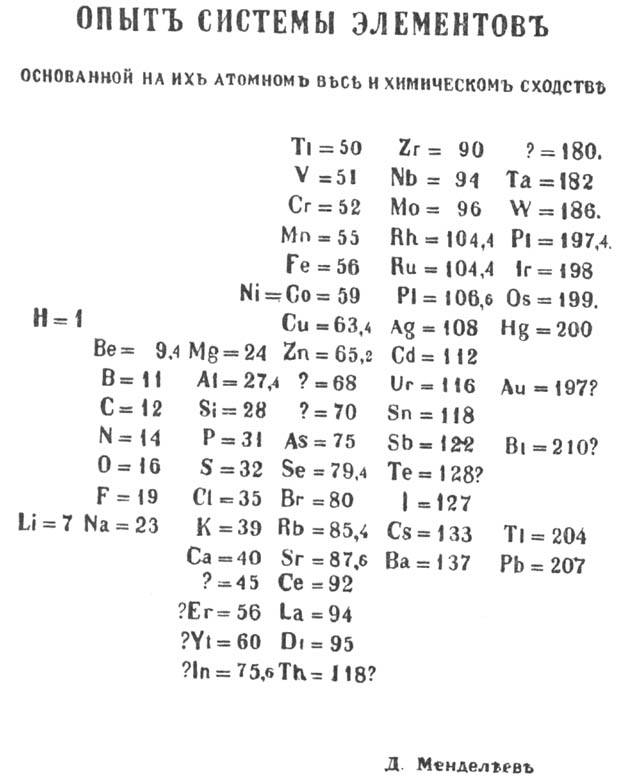 ОПЫТЪ СИСТЕМЫ ЭЛЕМЕНТОВЪ
ОСНОВАННОЙ НА ИХЪ АТОМНОМЪ ВѢСѢ И ХИМИЧЕСКОМЪ СХОДСТВѢ
Ti = 50 Zr = 90 ? = 180.
V = 51 Nb = 94 Ta = 182
Cr = 52 Mo = 96 W = 186.
Mn = 55 Rh = 104,4 Pt = 197,4.
Fe = 56 Ru = 104,4 Ir = 198
Ni = Co = 59 Pl = 106,6 Os = 199.
H = 1 Cu = 63,4 Ag = 108 Hg = 200
Be = 9,4 Mg = 24 Zn = 65,2 Cd = 112
B = 11 Al = 27,4 ? = 68 Ur = 116 Au = 197?
C = 12 Si = 28 ? = 70 Sn = 118
N = 14 P = 31 As = 75 Sb = 122 Bi = 210?
O = 16 S = 32 Se = 79,4 Te = 128?
F = 19 Cl = 35 Br = 80 I = 127
Li = 7 Na = 23 K = 39 Rb = 85,4 Cs = 133 Tl = 204
Ca = 40 Sr = 87,6 Ba = 137 Pb = 207
? = 45 Ce = 92
?Er = 56 La = 94
?Yt = 60 Di = 95
?In = 75,6 Th = 118?
Д. Менделѣевъ